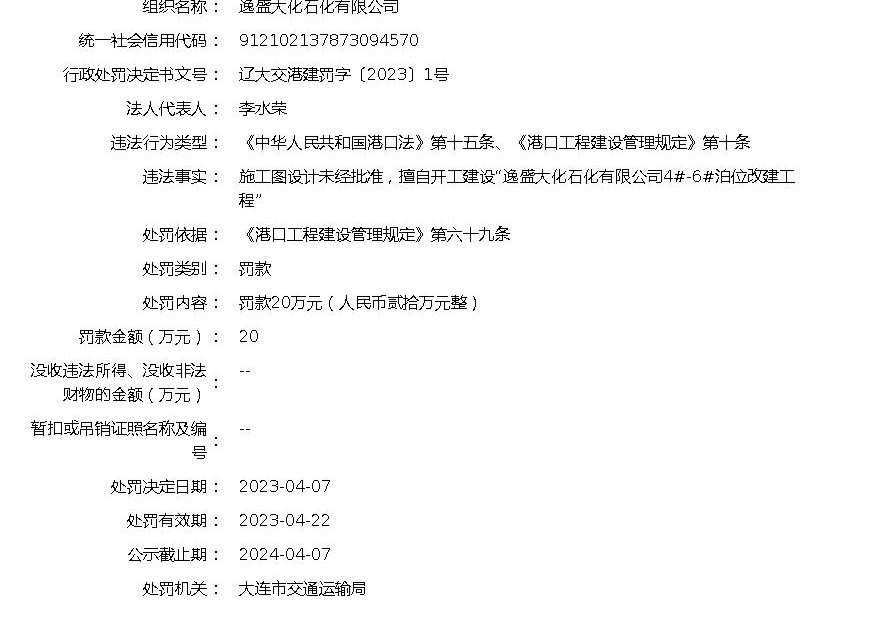 组织名称： 逸盛大化石化有限公司
统一社会信用代码： 912102137873094570
行政处罚决定书文号： 辽大交港建罚字〔2023〕1号
法人代表人： 李水荣
违法行为类型： 《中华人民共和国港口法》第十五条、《港口工程建设管理规定》第十条
违法事实： 施工图设计未经批准，擅自开工建设“逸盛大化石化有限公司4#-6#泊位改建工
程”
处罚依据： 《港口工程建设管理规定》第六十九条
处罚类别： 罚款
处罚内容： 罚款20万元（人民币贰拾万元整）
罚款金额（万元）： 20
没收违法所得、没收非法
财物的金额（万元）： --
暂扣或吊销证照名称及编
号： --
处罚决定日期： 2023-04-07
处罚有效期： 2023-04-22
公示截止期： 2024-04-07
处罚机关： 大连市交通运输局